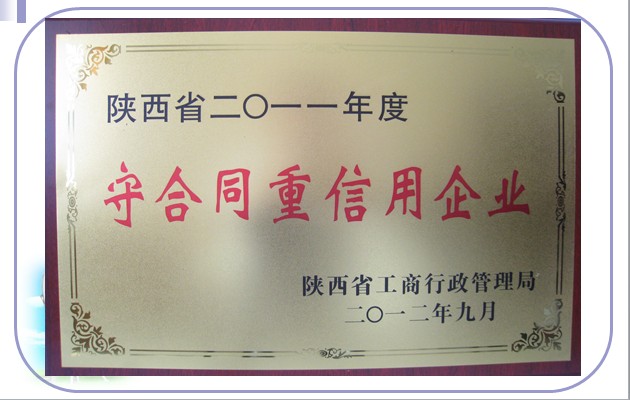 陕西省二〇一一年度
守合同重信用企业
陕西省工商行政管理局
二〇一二年九月